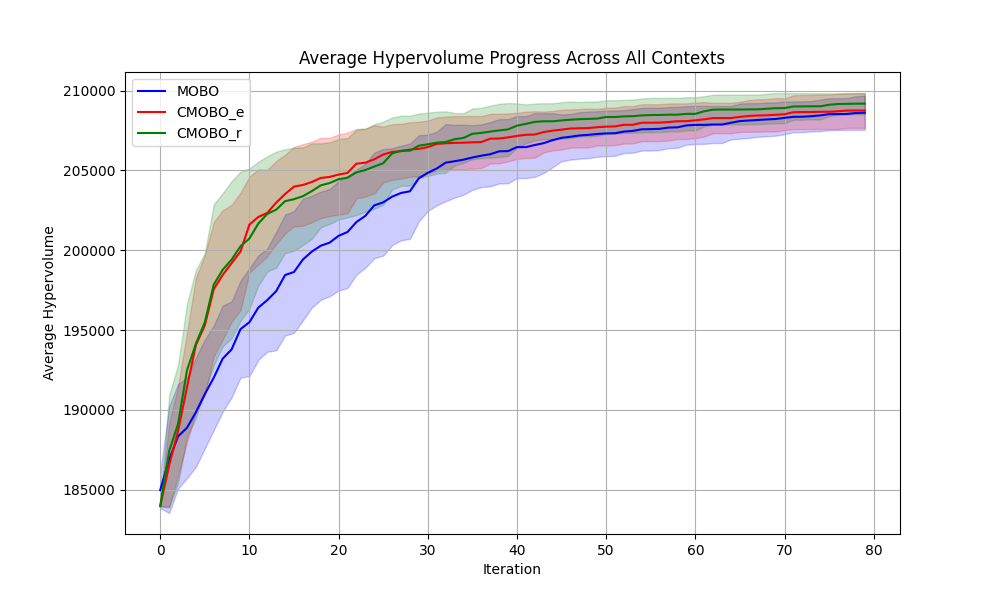 Average Hypervolume Progress Across All Contexts
MOBO
CMOBO_e
CMOBO_r
Average Hypervolume
210000
205000
200000
195000
190000
185000
0 10 20 30 40 50 60 70 80
Iteration